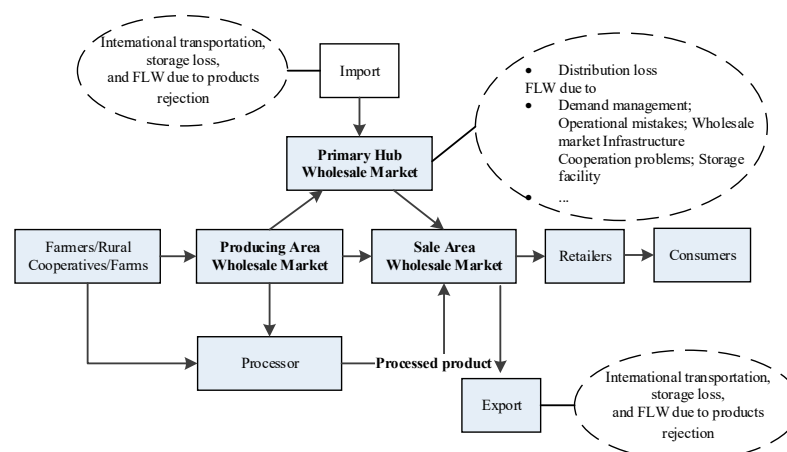 International transportation,
storage loss,
and FLW due to products
rejection
Import
● Distribution loss
FLW due to
● Demand management;
Operational mistakes; Wholesale
market Infrastructure
Cooperation problems; Storage
facility
● ...
Primary Hub
Wholesale Market
Farmers/Rural
Cooperatives/Farms
Producing Area
Wholesale Market
Sale Area
Wholesale Market
Retailers
Consumers
Processor
Processed product
Export
International transportation,
storage loss,
and FLW due to products
rejection